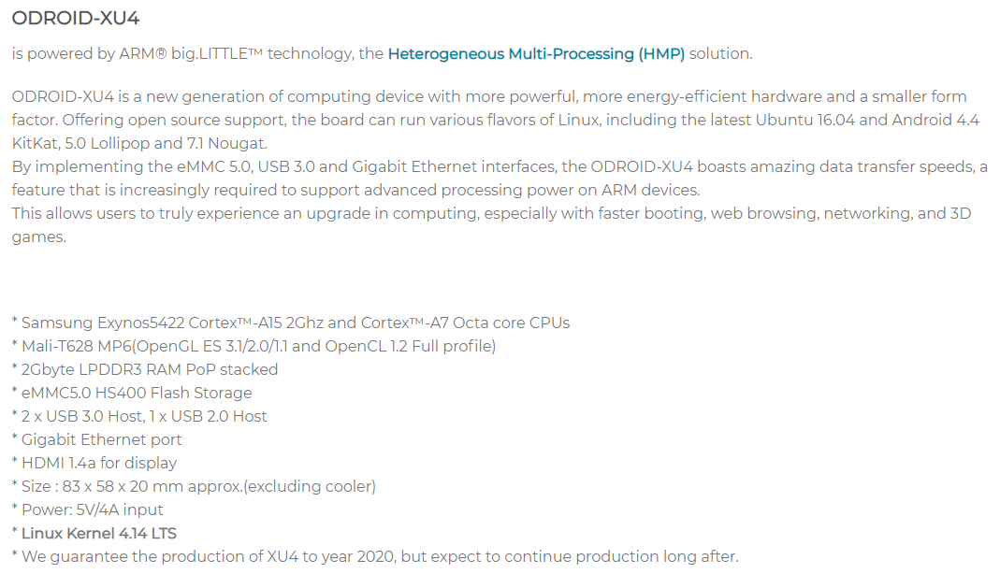 ODROID-XU4
is powered by ARM® big.LITTLE™ technology, the Heterogeneous Multi-Processing (HMP) solution.
ODROID-XU4 is a new generation of computing device with more powerful, more energy-efficient hardware and a smaller form
factor. Offering open source support, the board can run various flavors of Linux, including the latest Ubuntu 16.04 and Android 4.4
KitKat, 5.0 Lollipop and 7.1 Nougat.
By implementing the eMMC 5.0, USB 3.0 and Gigabit Ethernet interfaces, the ODROID-XU4 boasts amazing data transfer speeds, a
feature that is increasingly required to support advanced processing power on ARM devices.
This allows users to truly experience an upgrade in computing, especially with faster booting, web browsing, networking, and 3D
games.
* Samsung Exynos5422 Cortex™-A15 2Ghz and Cortex™-A7 Octa core CPUs
* Mali-T628 MP6(OpenGL ES 3.1/2.0/1.1 and OpenCL 1.2 Full profile)
* 2Gbyte LPDDR3 RAM PoP stacked
* eMMC5.0 HS400 Flash Storage
* 2 x USB 3.0 Host, 1 x USB 2.0 Host
* Gigabit Ethernet port
* HDMI 1.4a for display
* Size : 83 x 58 x 20 mm approx.(excluding cooler)
* Power: 5V/4A input
* Linux Kernel 4.14 LTS
* We guarantee the production of XU4 to year 2020, but expect to continue production long after.